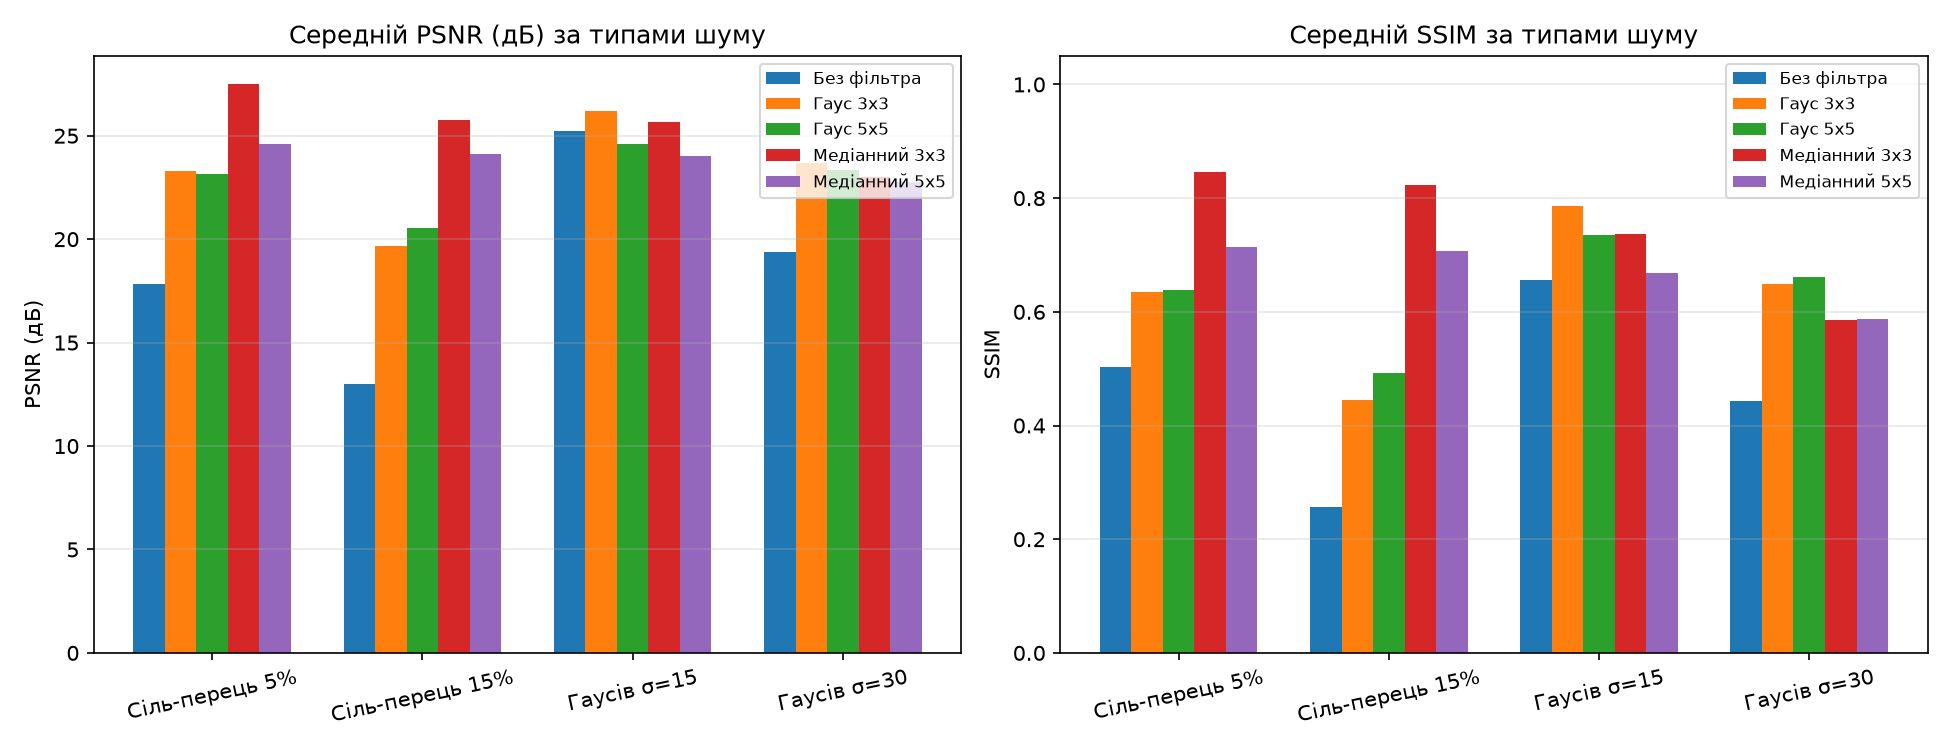 Середній PSNR (дБ) за типами шуму
PSNR (дБ)
25
20
15
10
5
0
Без фільтра
Гаус 3x3
Гаус 5x5
Медіанний 3x3
Медіанний 5x5
Сіль-перець 5%
Сіль-перець 15%
Гаусів σ=15
Гаусів σ=30
Середній SSIM за типами шуму
SSIM
1.0
0.8
0.6
0.4
0.2
0.0
Без фільтра
Гаус 3x3
Гаус 5x5
Медіанний 3x3
Медіанний 5x5
Сіль-перець 5%
Сіль-перець 15%
Гаусів σ=15
Гаусів σ=30